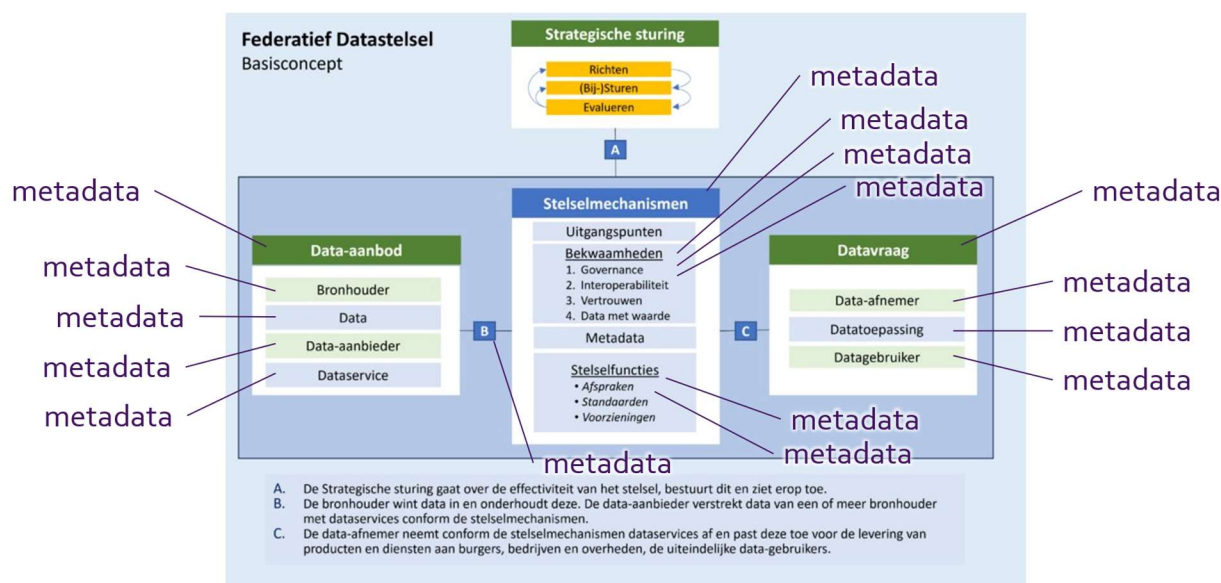 Federatief Datastelsel
Basisconcept
Strategische sturing
Richten
(Bij-)Sturen
Evalueren
metadata
metadata
metadata
metadata
A
metadata
metadata
Stelselmechanismen
Uitgangspunten
Bekwaamheden
1. Governance
2. Interoperabiliteit
3. Vertrouwen
4. Data met waarde
Metadata
Stelselfuncties
• Afspraken
• Standaarden
• Voorzieningen
Data-aanbod
Bronhouder
Data
Data-aanbieder
Dataservice
metadata
metadata
metadata
metadata
B
C
Datavraag
Data-afnemer
Datatoepassing
Datagebruiker
metadata
metadata
metadata
metadata
metadata
metadata
A. De Strategische sturing gaat over de effectiviteit van het stelsel, bestuurt dit en ziet erop toe.
B. De bronhouder wint data in en onderhoudt deze. De data-aanbieder verstrekt data van een of meer bronhouder
met dataservices conform de stelselmechanismen.
C. De data-afnemer neemt conform de stelselmechanismen dataservices af en past deze toe voor de levering van
producten en diensten aan burgers, bedrijven en overheden, de uiteindelijke data-gebruikers.